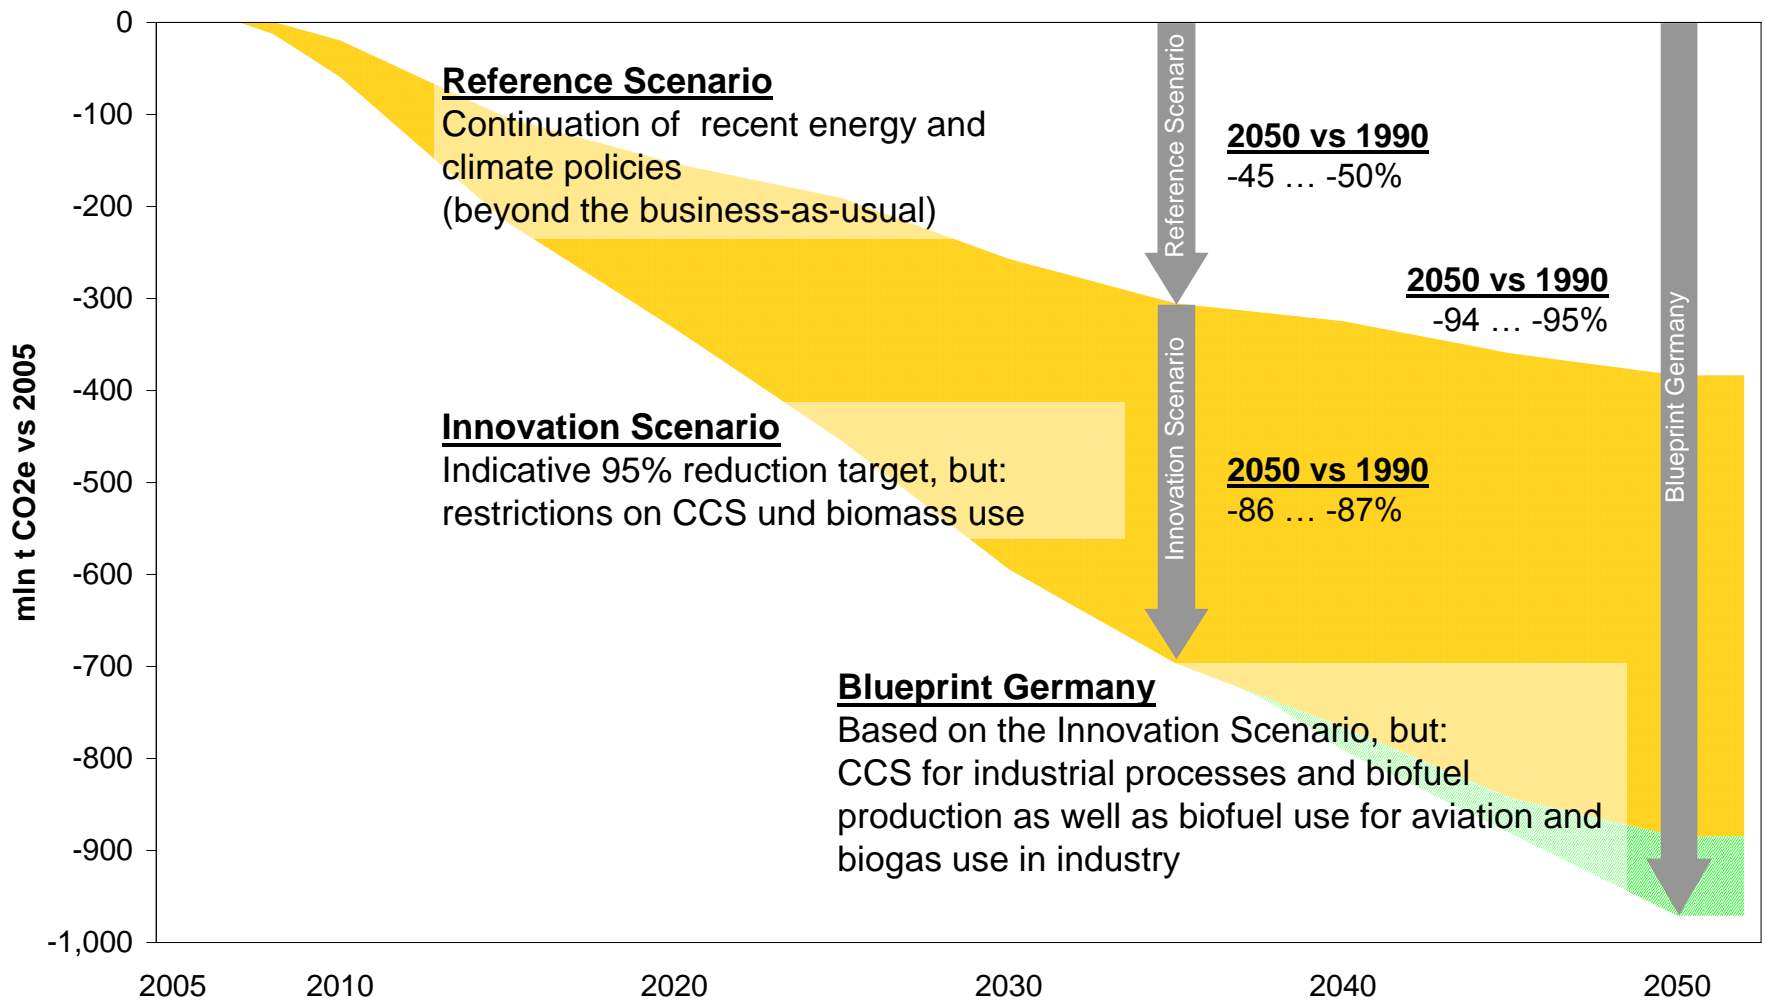 0
-100
-200
-300
-400
-500
-600
-700
-800
-900
-1,000
mln t CO2e vs 2005
2005
2010
2020
2030
2040
2050
Reference Scenario
Continuation of  recent energy and
climate policies
(beyond the business-as-usual)
Reference Scenario
2050 vs 1990
-45 … -50%
2050 vs 1990
-94 … -95%
Blueprint Germany
Innovation Scenario
Indicative 95% reduction target, but:
restrictions on CCS und biomass use
Innovation Scenario
2050 vs 1990
-86 … -87%
Blueprint Germany
Based on the Innovation Scenario, but:
CCS for industrial processes and biofuel
production as well as biofuel use for aviation and
biogas use in industry